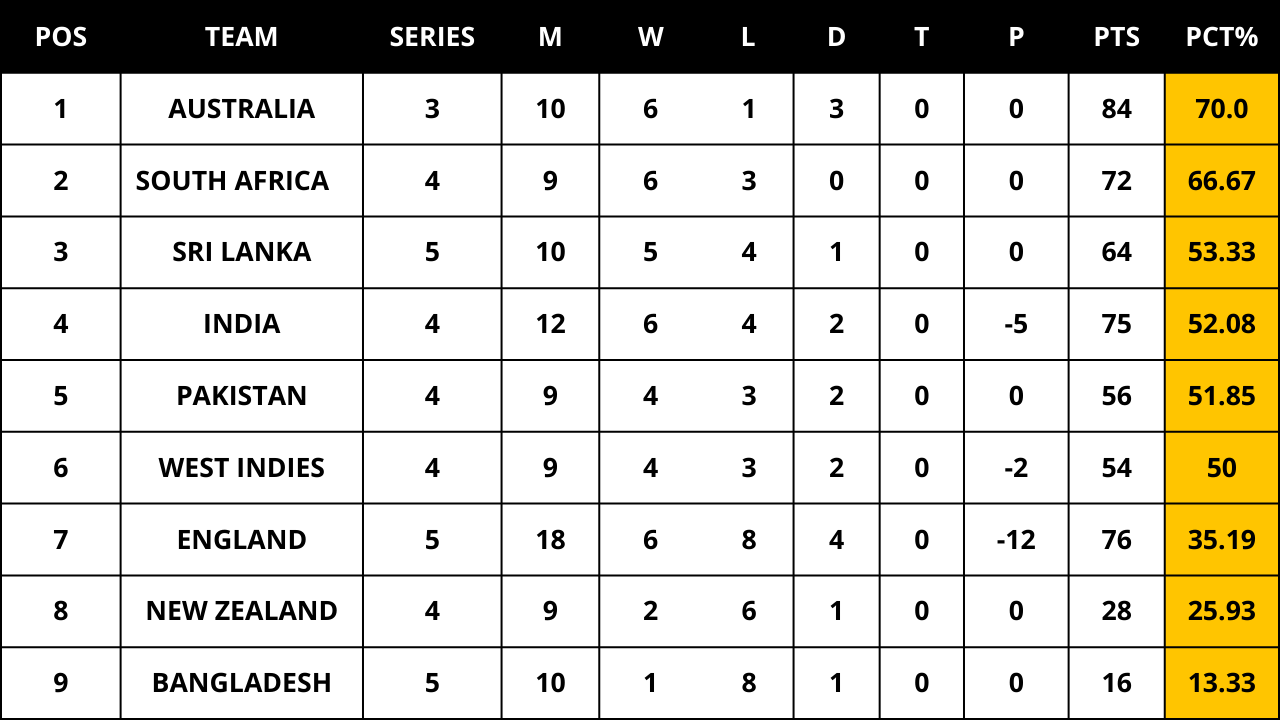 POS TEAM SERIES M W L D T P PTS PCT%
1 AUSTRALIA 3 10 6 1 3 0 0 84 70.0
2 SOUTH AFRICA 4 9 6 3 0 0 0 72 66.67
3 SRI LANKA 5 10 5 4 1 0 0 64 53.33
4 INDIA 4 12 6 4 2 0 -5 75 52.08
5 PAKISTAN 4 9 4 3 2 0 0 56 51.85
6 WEST INDIES 4 9 4 3 2 0 -2 54 50
7 ENGLAND 5 18 6 8 4 0 -12 76 35.19
8 NEW ZEALAND 4 9 2 6 1 0 0 28 25.93
9 BANGLADESH 5 10 1 8 1 0 0 16 13.33